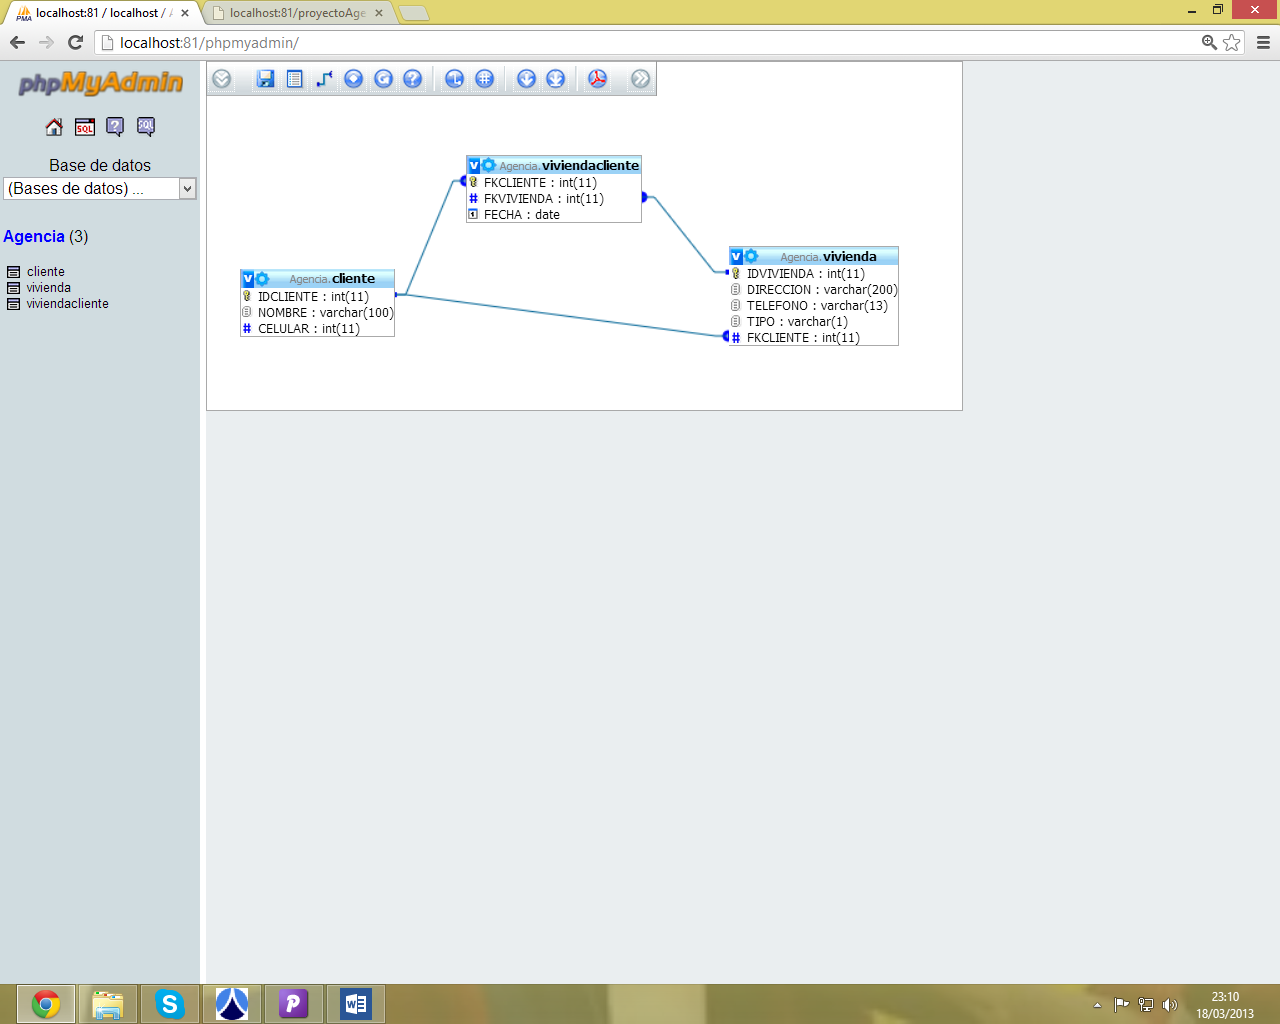 localhost:81 / localhost / A
localhost:81/proyectoAge
localhost:81/phpmyadmin/
phpMyAdmin
SQL
SQL
Base de datos
(Bases de datos) ...
Agencia (3)
cliente
vivienda
viviendacliente
Agencia.viviendacliente
FKCLIENTE : int(11)
FKVIVIENDA : int(11)
FECHA : date
Agencia.cliente
IDCLIENTE : int(11)
NOMBRE : varchar(100)
CELULAR : int(11)
Agencia.vivienda
IDVIVIENDA : int(11)
DIRECCION : varchar(200)
TELEFONO : varchar(13)
TIPO : varchar(1)
FKCLIENTE : int(11)
23:10
18/03/2013